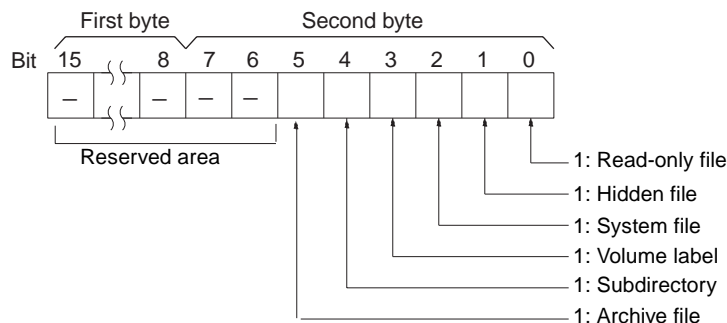 First byte Second byte
Bit 15 8 7 6 5 4 3 2 1 0
– – – –
Reserved area
1: Read-only file
1: Hidden file
1: System file
1: Volume label
1: Subdirectory
1: Archive file